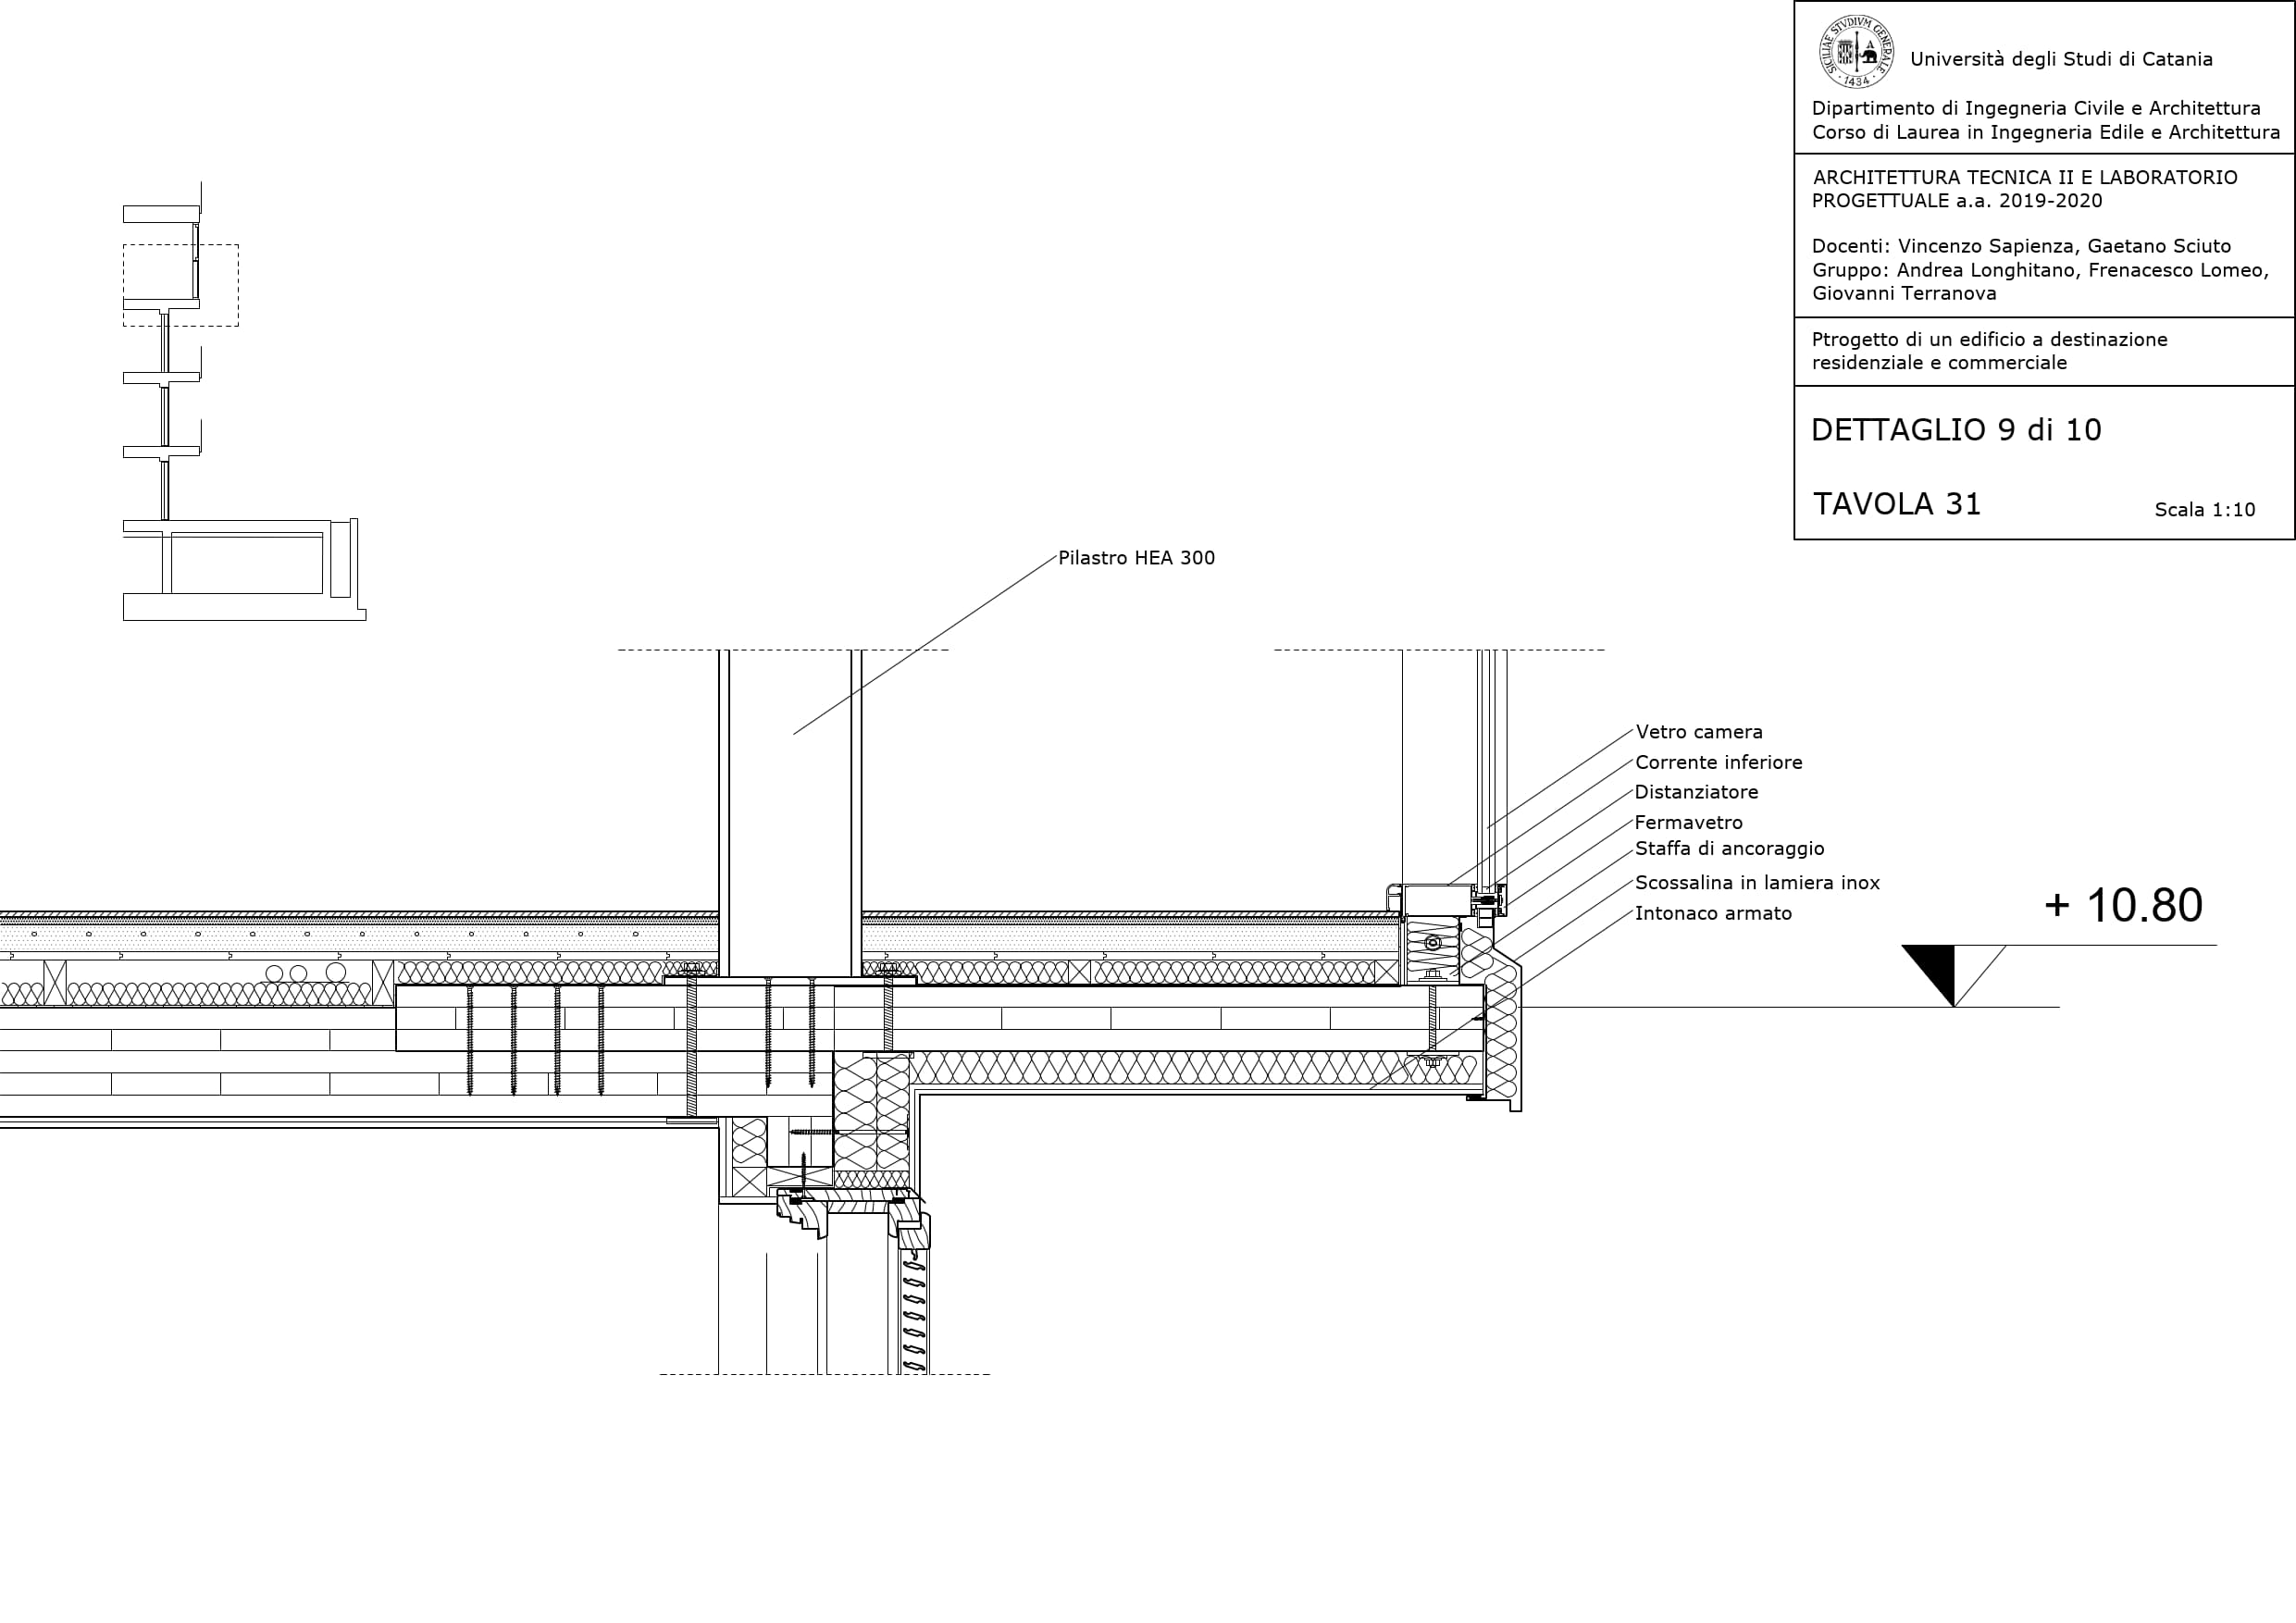 SICILIAE STVDIVM GENERALE
· 1434 ·
Università degli Studi di Catania
Dipartimento di Ingegneria Civile e Architettura
Corso di Laurea in Ingegneria Edile e Architettura
ARCHITETTURA TECNICA II E LABORATORIO
PROGETTUALE a.a. 2019-2020
Docenti: Vincenzo Sapienza, Gaetano Sciuto
Gruppo: Andrea Longhitano, Frenacesco Lomeo,
Giovanni Terranova
Ptrogetto di un edificio a destinazione
residenziale e commerciale
DETTAGLIO 9 di 10
TAVOLA 31
Scala 1:10
Pilastro HEA 300
Vetro camera
Corrente inferiore
Distanziatore
Fermavetro
Staffa di ancoraggio
Scossalina in lamiera inox
Intonaco armato
+ 10.80